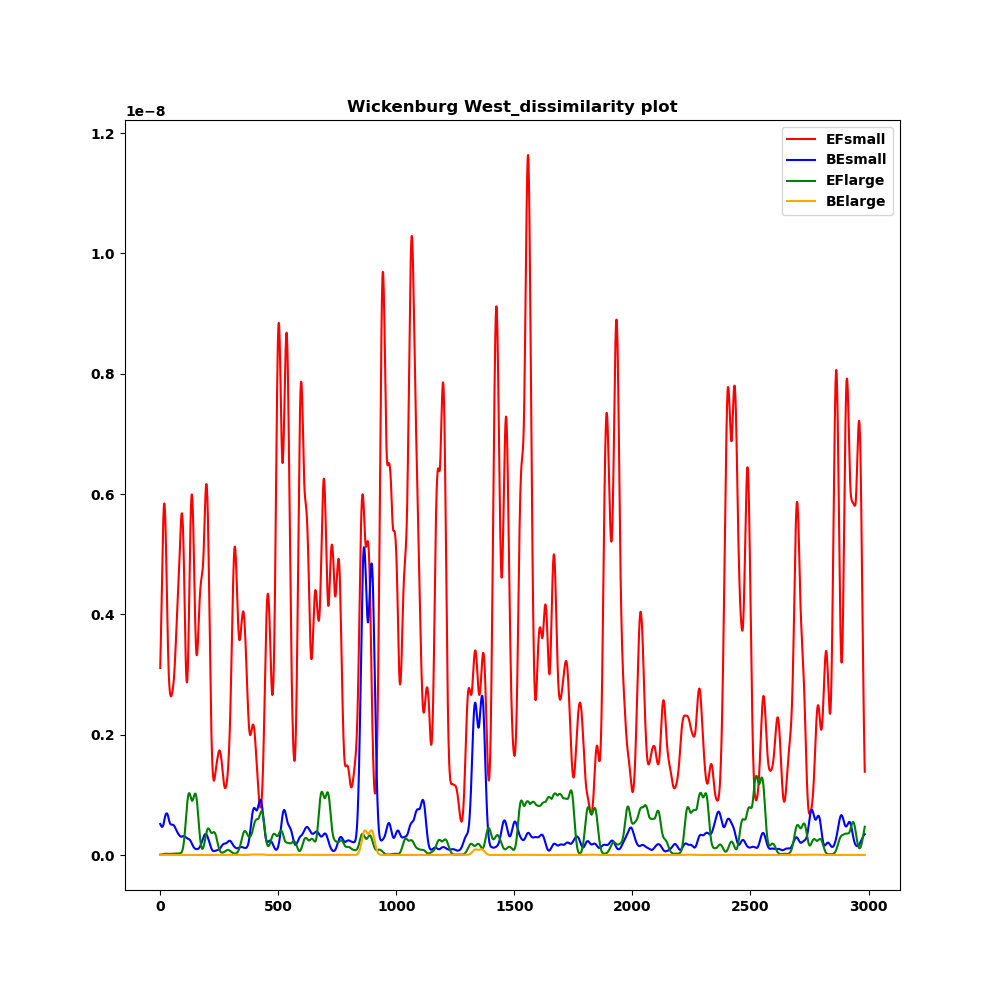 Wickenburg West_dissimilarity plot
1e−8
1.2
1.0
0.8
0.6
0.4
0.2
0.0
EFsmall
BEsmall
EFlarge
BElarge
0 500 1000 1500 2000 2500 3000